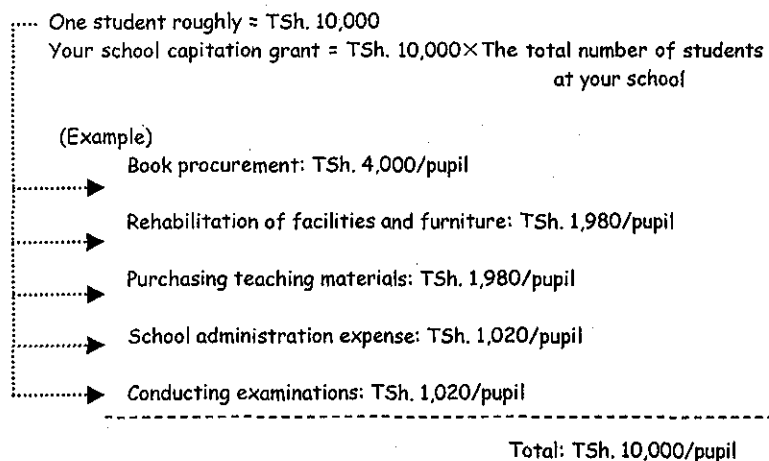 One student roughly = TSh. 10,000
Your school capitation grant = TSh. 10,000×The total number of students
at your school
(Example)
Book procurement: TSh. 4,000/pupil
Rehabilitation of facilities and furniture: TSh. 1,980/pupil
Purchasing teaching materials: TSh. 1,980/pupil
School administration expense: TSh. 1,020/pupil
Conducting examinations: TSh. 1,020/pupil
Total: TSh. 10,000/pupil